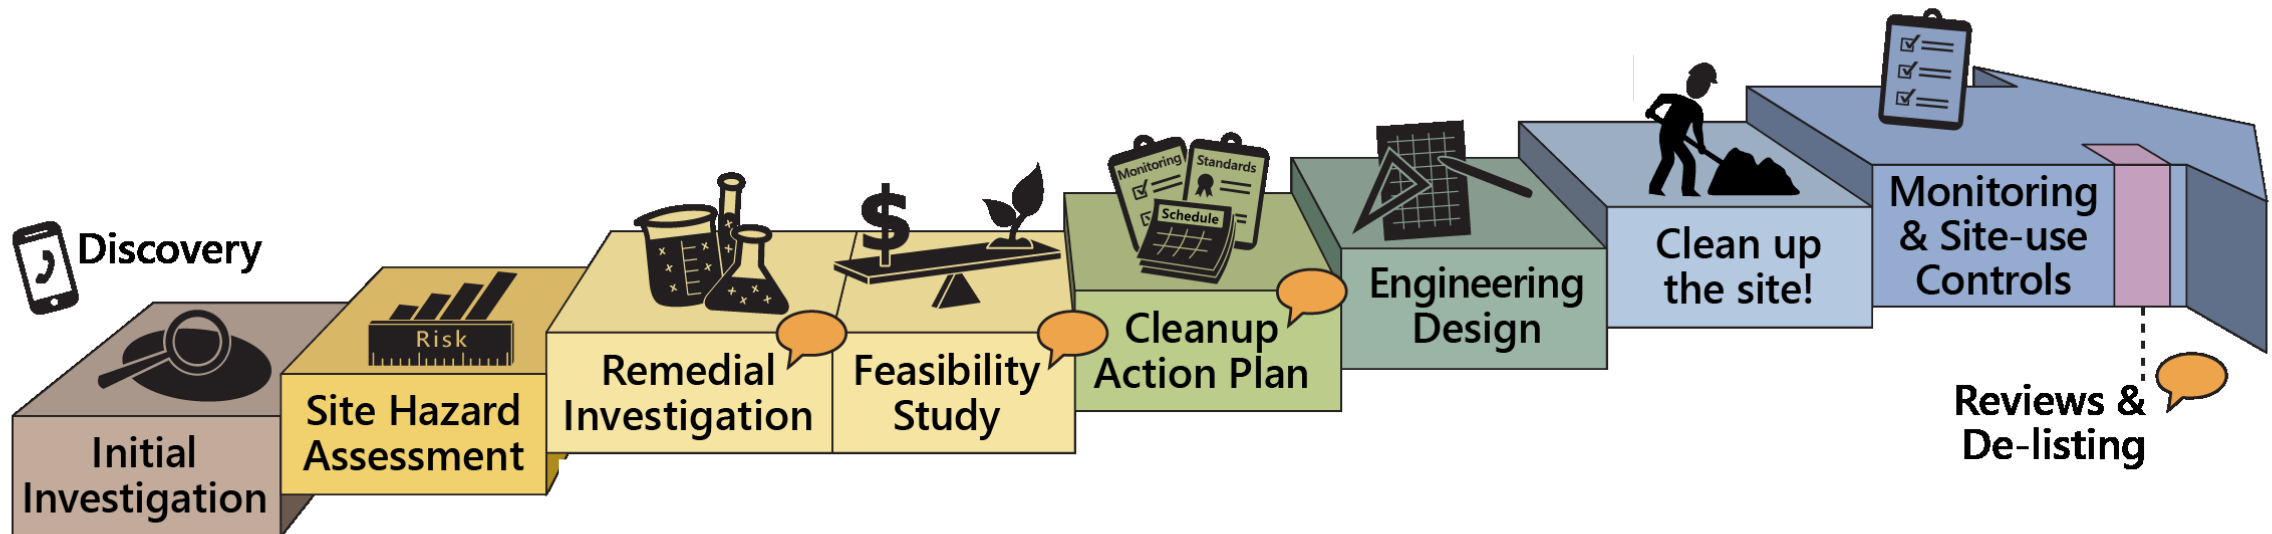 Discovery
Initial
Investigation
Risk
Site Hazard
Assessment
Remedial
Investigation
$
Feasibility
Study
Monitoring
Standards
Schedule
Cleanup
Action Plan
Engineering
Design
Clean up
the site!
Monitoring
& Site-use
Controls
Reviews &
De-listing